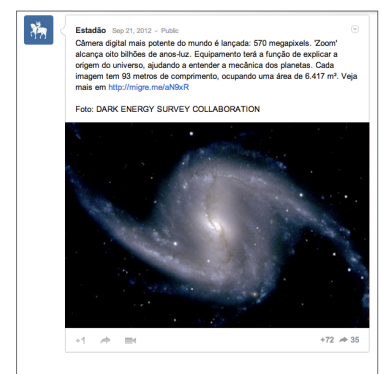 Estadão Sep 21, 2012 - Public
Câmera digital mais potente do mundo é lançada: 570 megapixels. 'Zoom'
alcança oito bilhões de anos-luz. Equipamento terá a função de explicar a
origem do universo, ajudando a entender a mecânica dos planetas. Cada
imagem tem 93 metros de comprimento, ocupando uma área de 6.417 m². Veja
mais em http://migre.me/aN9xR
Foto: DARK ENERGY SURVEY COLLABORATION
+1 +72 35